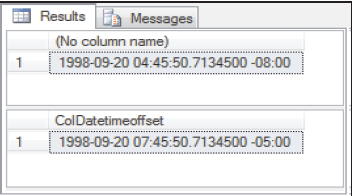 Results Messages
(No column name)
1 1998-09-20 04:45:50.7134500 -08:00
ColDatetimeoffset
1 1998-09-20 07:45:50.7134500 -05:00